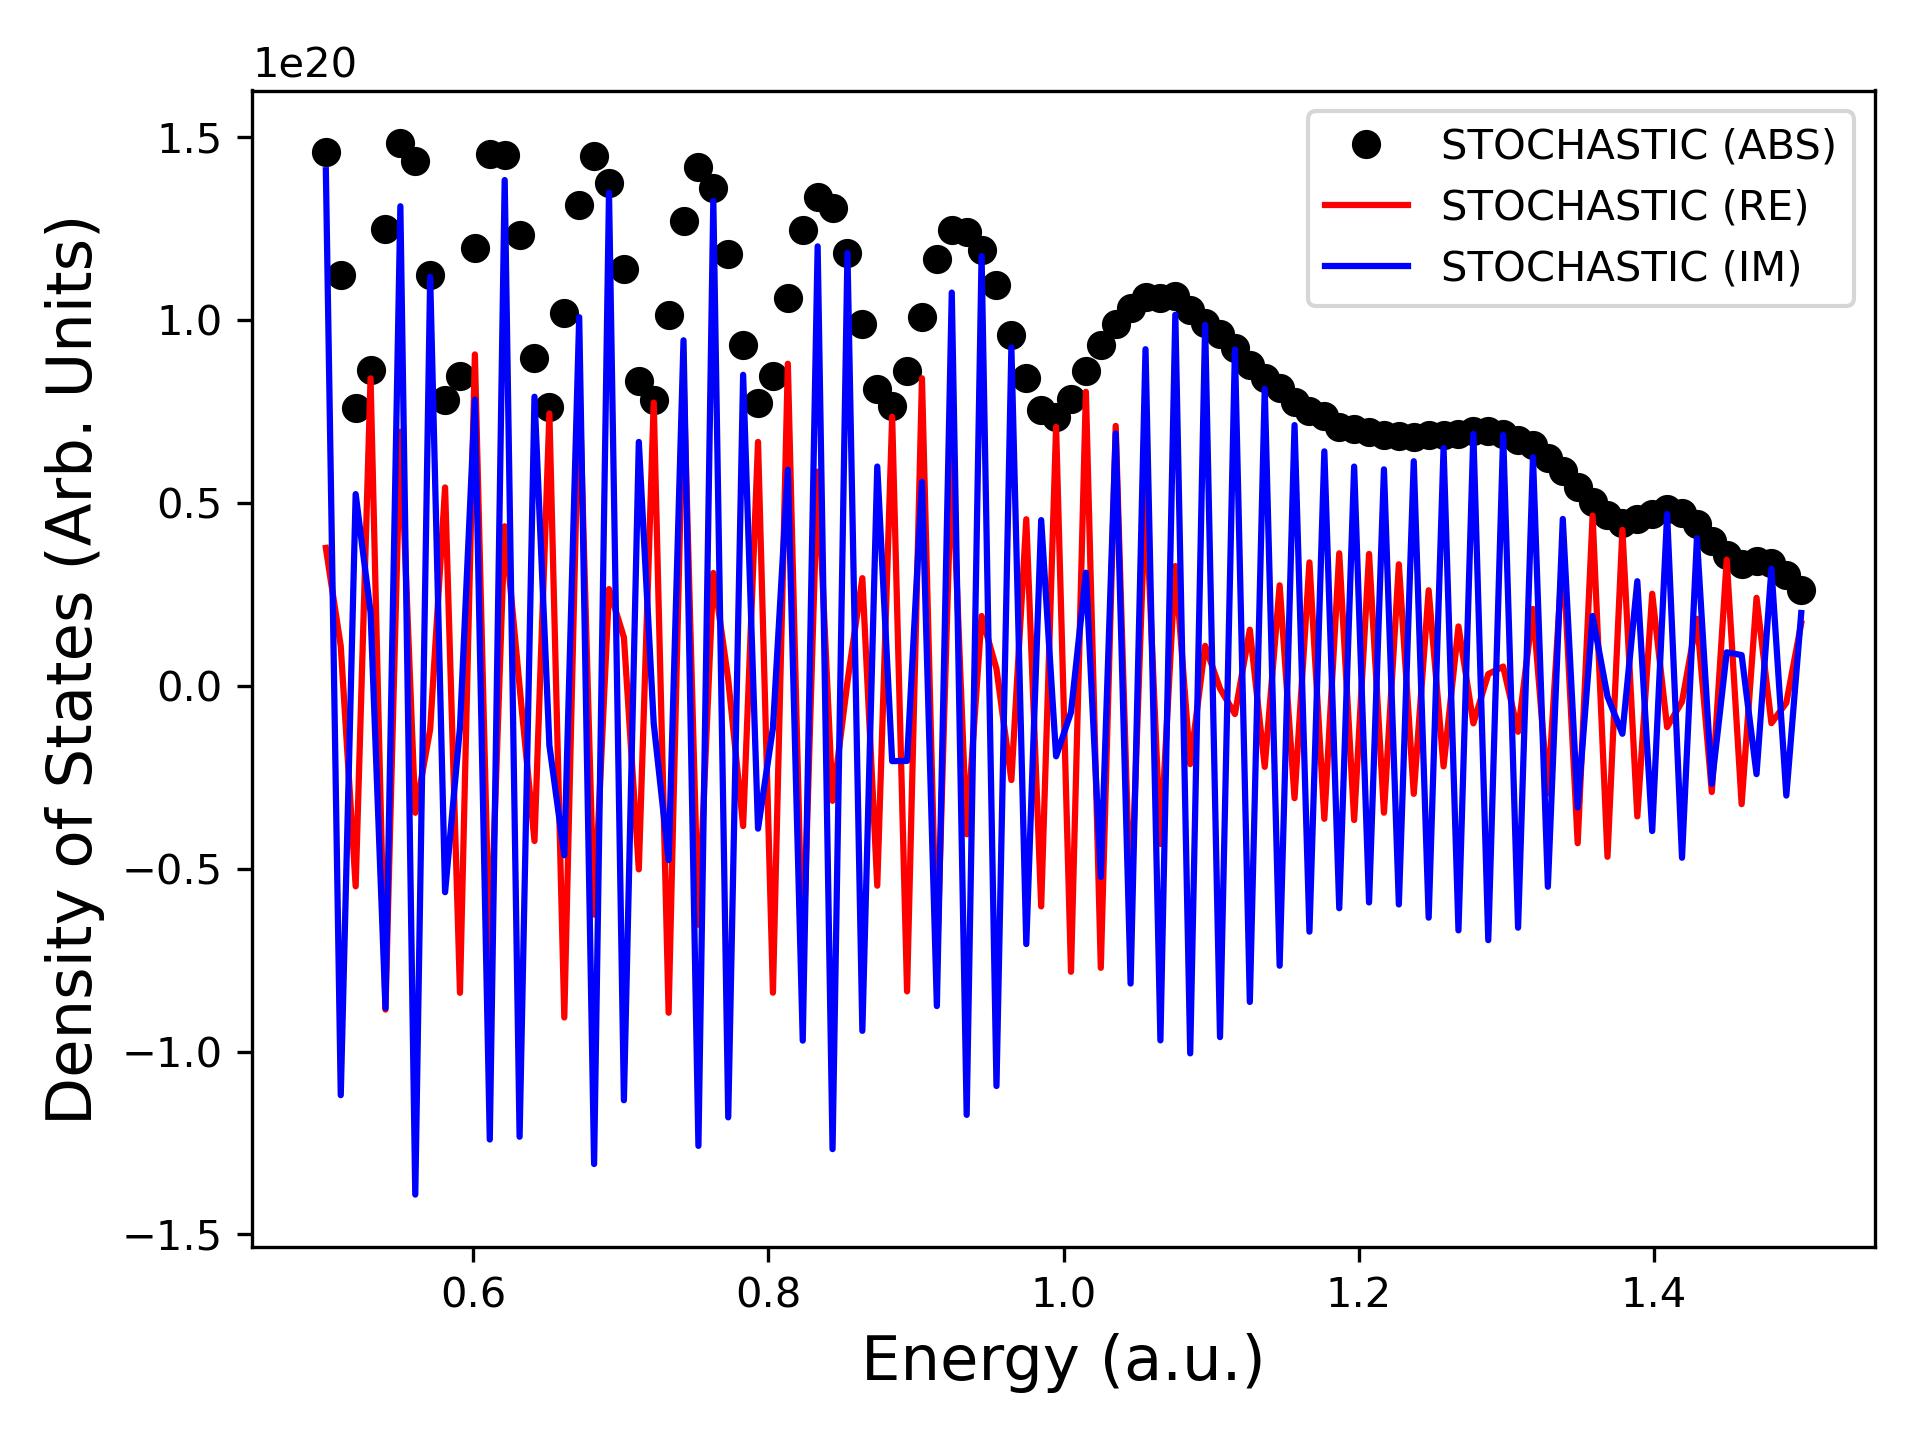 1e20
1.5
1.0
0.5
0.0
−0.5
−1.0
−1.5
Density of States (Arb. Units)
STOCHASTIC (ABS)
STOCHASTIC (RE)
STOCHASTIC (IM)
0.6 0.8 1.0 1.2 1.4
Energy (a.u.)